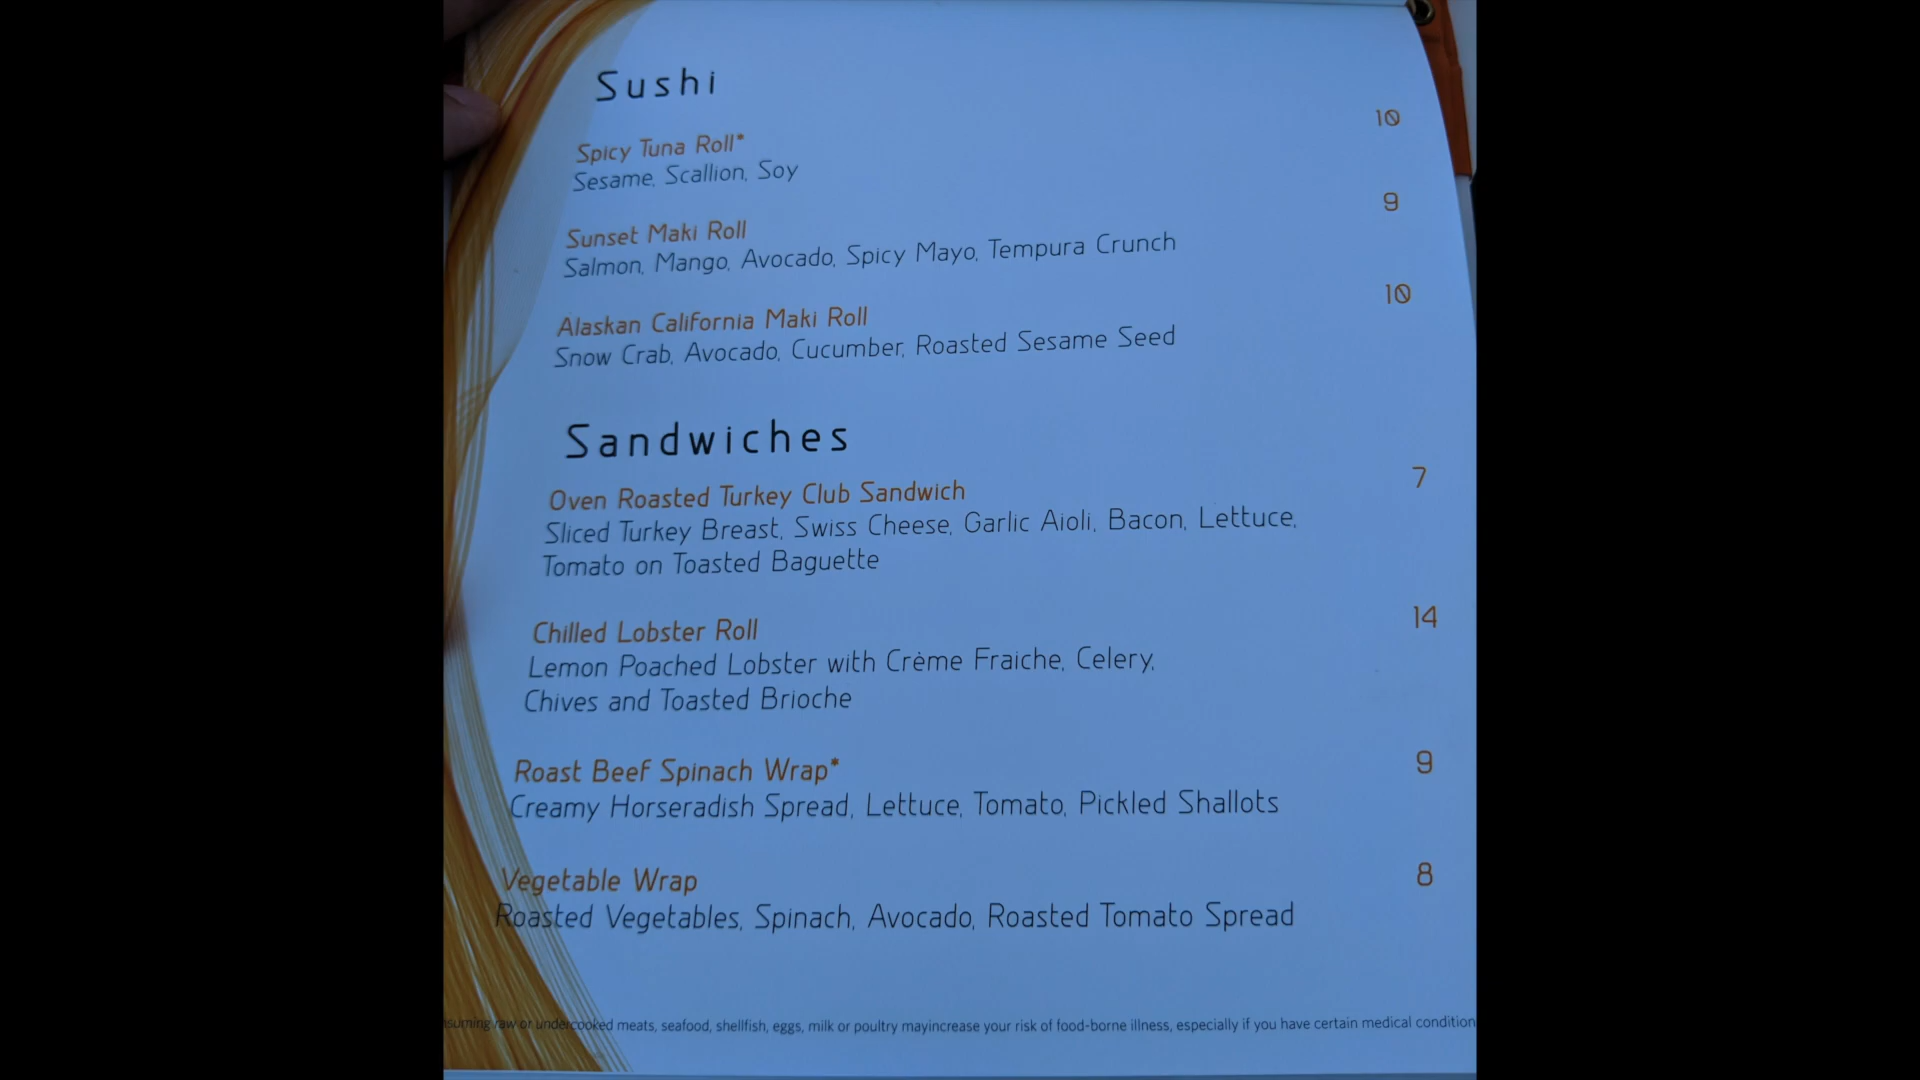 Sushi
Spicy Tuna Roll* 10
Sesame, Scallion, Soy
Sunset Maki Roll 9
Salmon, Mango, Avocado, Spicy Mayo, Tempura Crunch
Alaskan California Maki Roll 10
Snow Crab, Avocado, Cucumber, Roasted Sesame Seed
Sandwiches
Oven Roasted Turkey Club Sandwich 7
Sliced Turkey Breast, Swiss Cheese, Garlic Aioli, Bacon, Lettuce,
Tomato on Toasted Baguette
Chilled Lobster Roll 14
Lemon Poached Lobster with Crème Fraiche, Celery,
Chives and Toasted Brioche
Roast Beef Spinach Wrap* 9
Creamy Horseradish Spread, Lettuce, Tomato, Pickled Shallots
Vegetable Wrap 8
Roasted Vegetables, Spinach, Avocado, Roasted Tomato Spread
suming raw or undercooked meats, seafood, shellfish, eggs, milk or poultry mayincrease your risk of food-borne illness, especially if you have certain medical condition